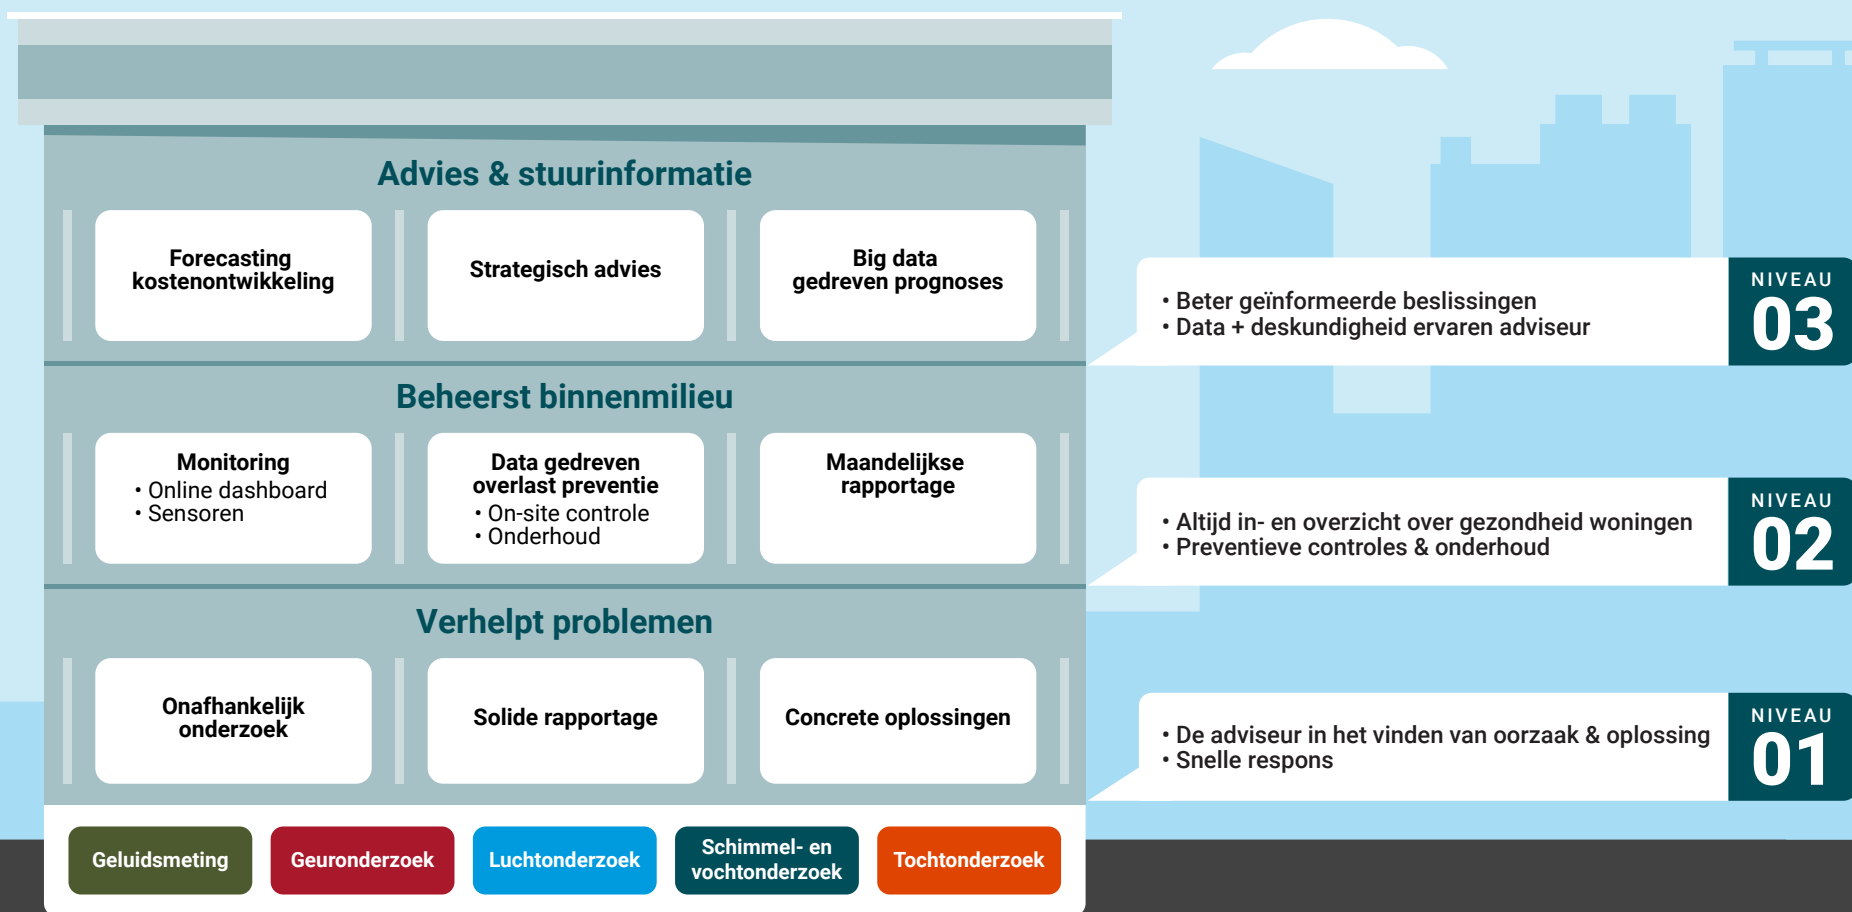 Advies & stuurinformatie
Forecasting
kostenontwikkeling
Strategisch advies
Big data
gedreven prognoses
• Beter geïnformeerde beslissingen
• Data + deskundigheid ervaren adviseur
NIVEAU
03
Beheerst binnenmilieu
Monitoring
• Online dashboard
• Sensoren
Data gedreven
overlast preventie
• On-site controle
• Onderhoud
Maandelijkse
rapportage
• Altijd in- en overzicht over gezondheid woningen
• Preventieve controles & onderhoud
NIVEAU
02
Verhelpt problemen
Onafhankelijk
onderzoek
Solide rapportage
Concrete oplossingen
• De adviseur in het vinden van oorzaak & oplossing
• Snelle respons
NIVEAU
01
Geluidsmeting
Geuronderzoek
Luchtonderzoek
Schimmel- en
vochtonderzoek
Tochtonderzoek